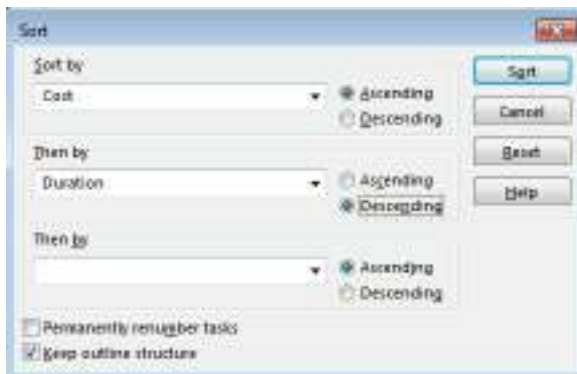 Sort
Sort by
Cost
Ascending
Descending
Then by
Duration
Ascending
Descending
Then by
Ascending
Descending
Permanently renumber tasks
Keep outline structure
Sort
Cancel
Reset
Help